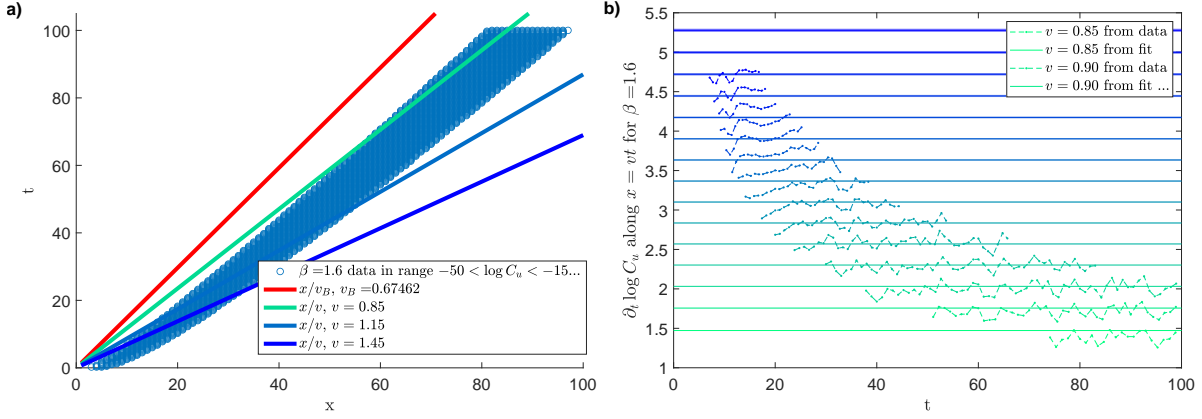 a)
100
80
60
40
20
0
0
20
40
60
80
100
t
x
β =1.6 data in range −50 < log C_u < −15...
x/v_B, v_B =0.67462
x/v, v = 0.85
x/v, v = 1.15
x/v, v = 1.45
b)
5.5
5
4.5
4
3.5
3
2.5
2
1.5
1
0
20
40
60
80
100
∂_t log C_u along x = vt for β =1.6
t
v = 0.85 from data
v = 0.85 from fit
v = 0.90 from data
v = 0.90 from fit ...